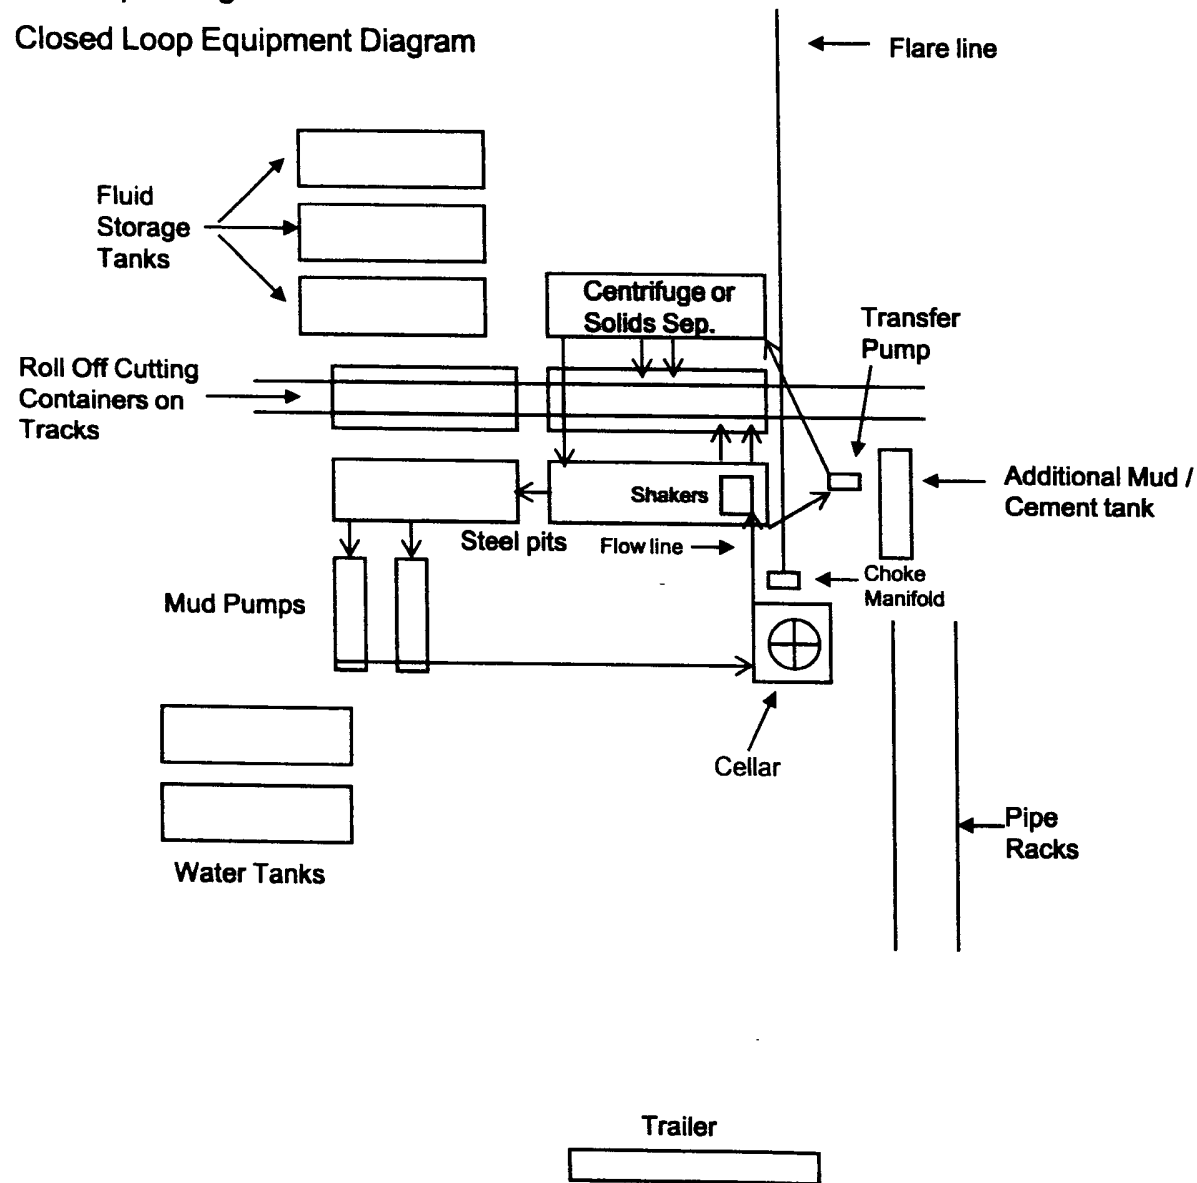 Closed Loop Equipment Diagram
Flare line
Fluid
Storage
Tanks
Centrifuge or
Solids Sep.
Transfer
Pump
Roll Off Cutting
Containers on
Tracks
Additional Mud /
Cement tank
Shakers
Steel pits
Flow line
Choke
Manifold
Mud Pumps
Cellar
Pipe
Racks
Water Tanks
Trailer